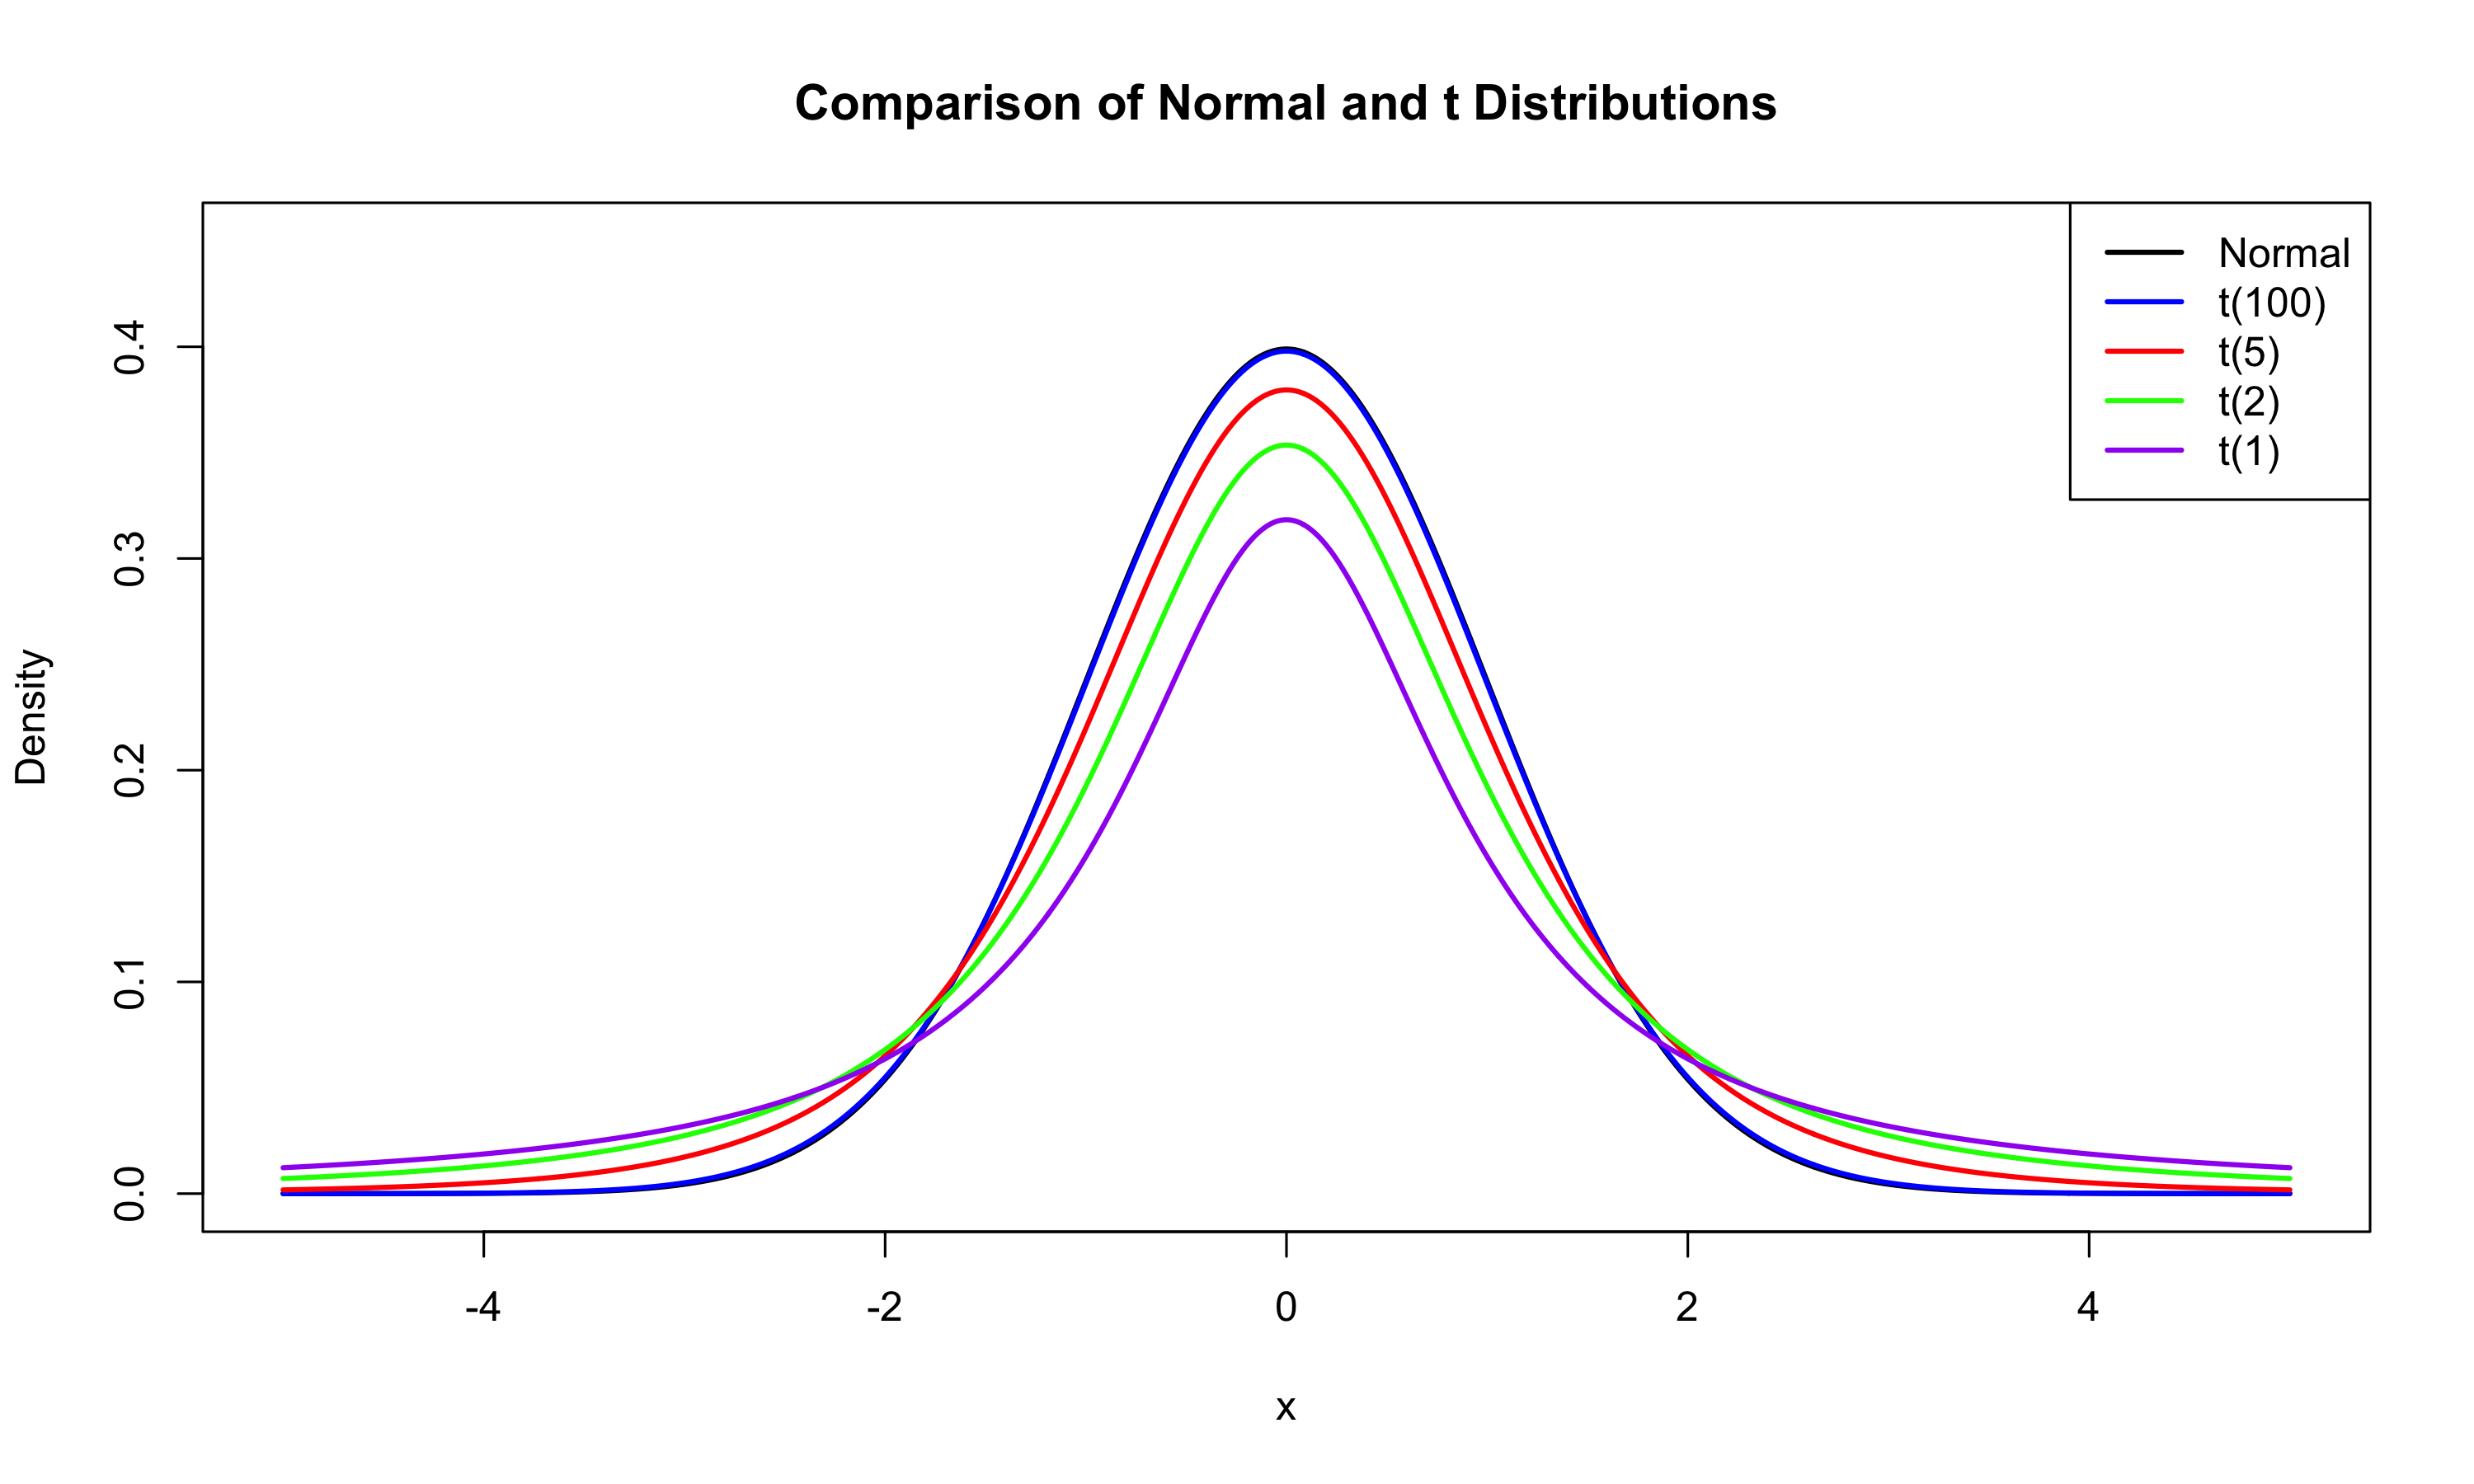 Comparison of Normal and t Distributions
Normal
t(100)
t(5)
t(2)
t(1)
Density
0.4
0.3
0.2
0.1
0.0
-4
-2
0
2
4
x